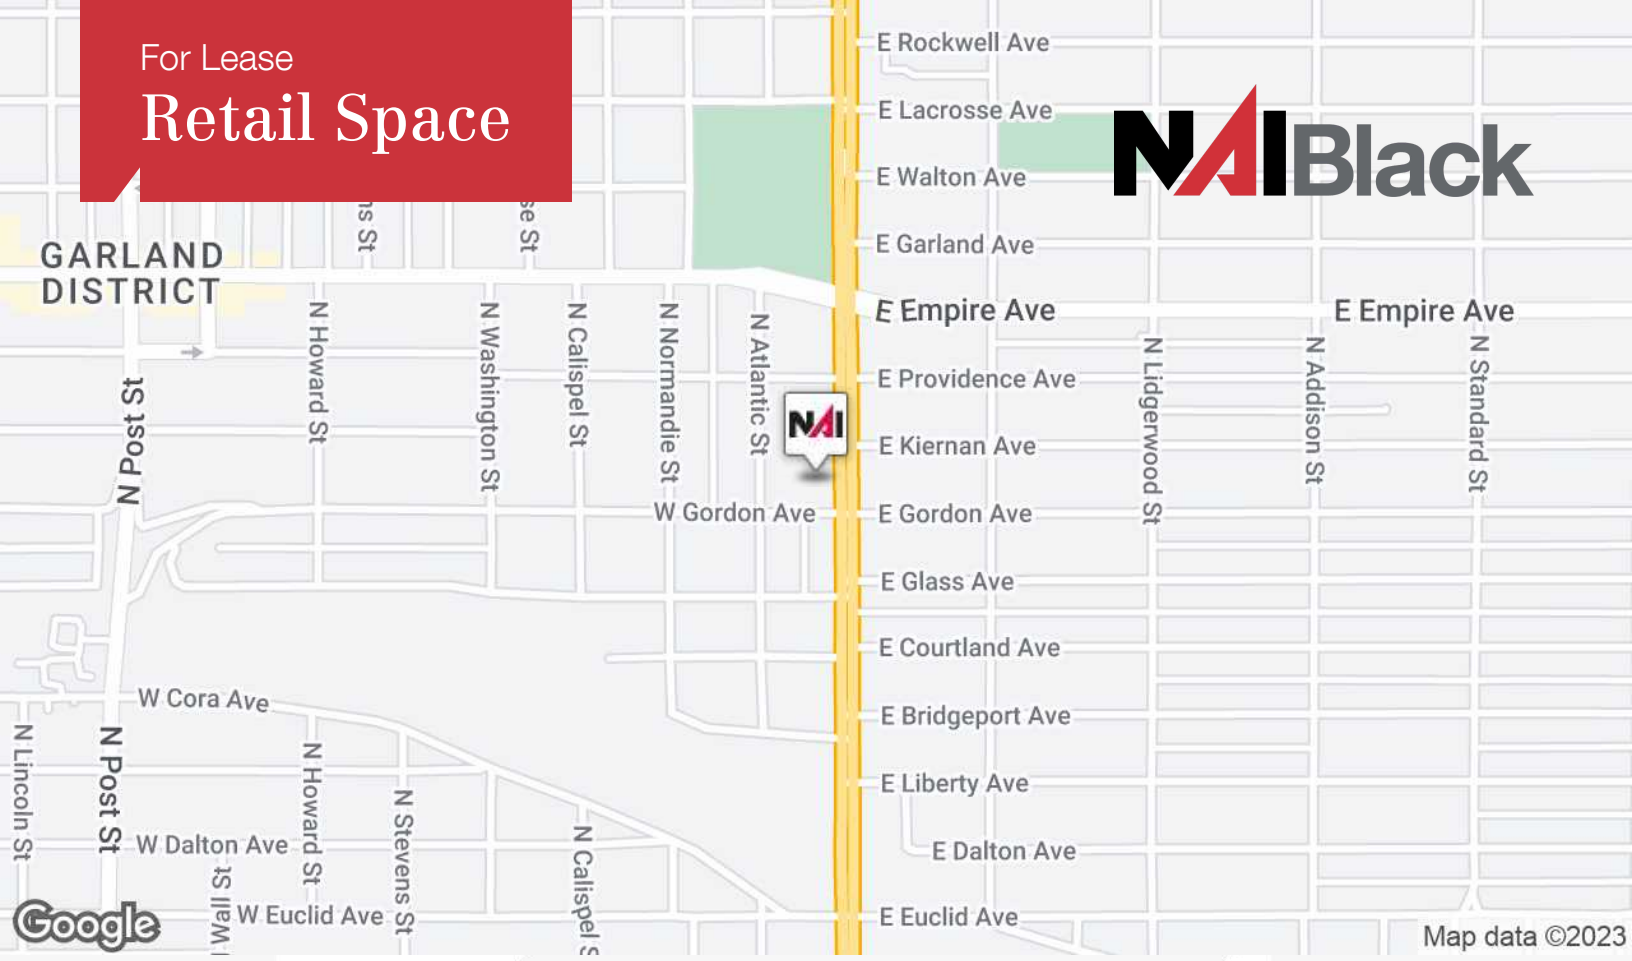 For Lease
Retail Space
NAIBlack
E Rockwell Ave
E Lacrosse Ave
E Walton Ave
E Garland Ave
GARLAND
DISTRICT
ns St
se St
E Empire Ave
E Empire Ave
N Post St
N Howard St
N Washington St
N Calispel St
N Normandie St
N Atlantic St
NAI
E Providence Ave
E Kiernan Ave
N Lidgerwood St
N Addison St
N Standard St
W Gordon Ave
E Gordon Ave
E Glass Ave
E Courtland Ave
W Cora Ave
E Bridgeport Ave
N Lincoln St
N Post St
N Howard St
N Stevens St
E Liberty Ave
W Dalton Ave
N Calispel S
E Dalton Ave
Wall St
W Euclid Ave
E Euclid Ave
Google
Map data ©2023